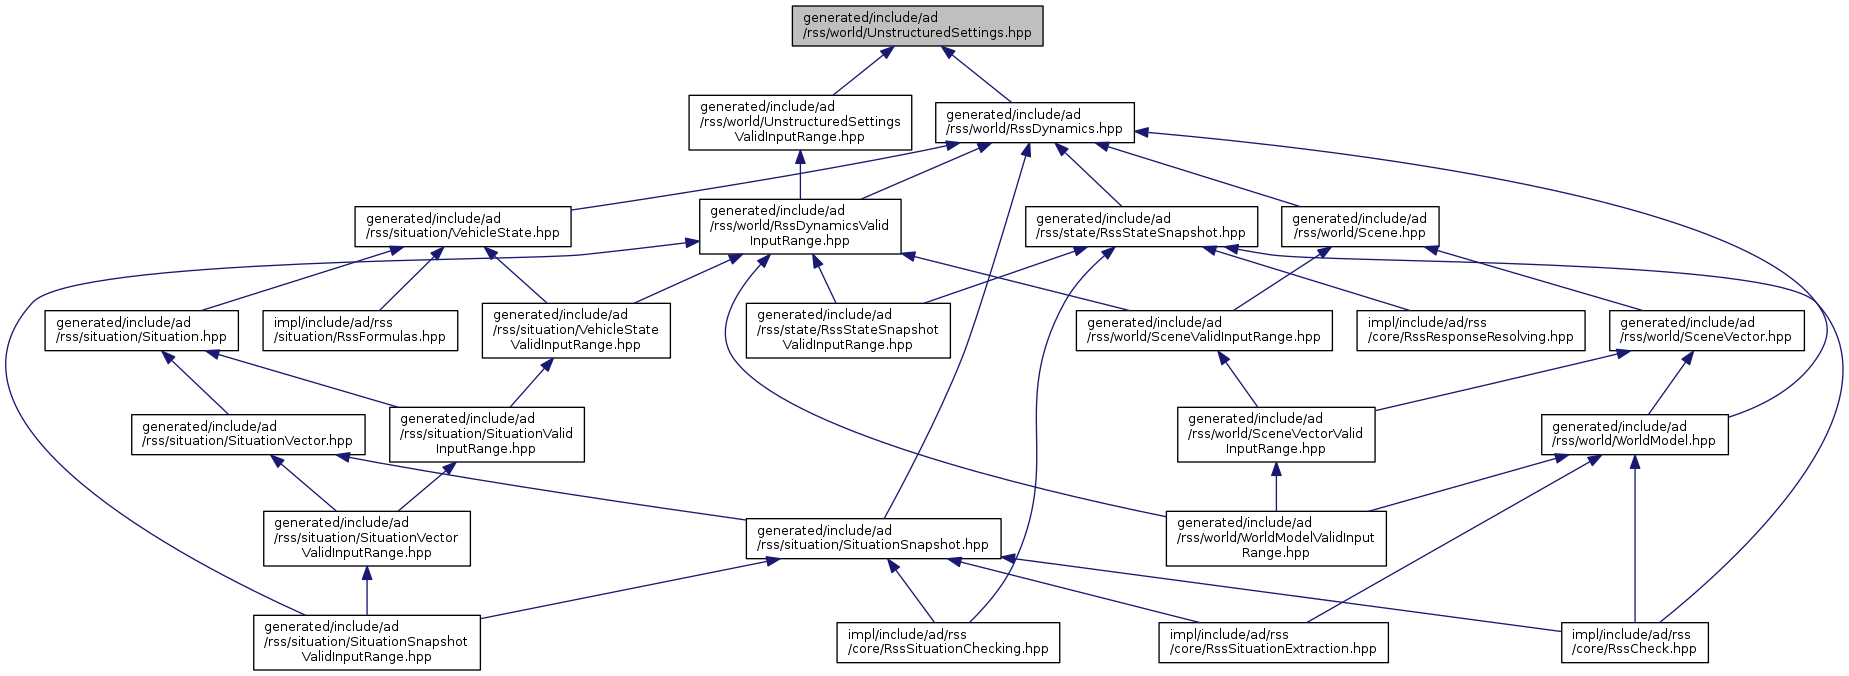 generated/include/ad
/rss/world/UnstructuredSettings.hpp
generated/include/ad
/rss/world/UnstructuredSettings
ValidInputRange.hpp
generated/include/ad
/rss/world/RssDynamics.hpp
generated/include/ad
/rss/situation/VehicleState.hpp
generated/include/ad
/rss/world/RssDynamicsValid
InputRange.hpp
generated/include/ad
/rss/state/RssStateSnapshot.hpp
generated/include/ad
/rss/world/Scene.hpp
generated/include/ad
/rss/situation/Situation.hpp
impl/include/ad/rss
/situation/RssFormulas.hpp
generated/include/ad
/rss/situation/VehicleState
ValidInputRange.hpp
generated/include/ad
/rss/state/RssStateSnapshot
ValidInputRange.hpp
generated/include/ad
/rss/world/SceneValidInputRange.hpp
impl/include/ad/rss
/core/RssResponseResolving.hpp
generated/include/ad
/rss/world/SceneVector.hpp
generated/include/ad
/rss/situation/SituationVector.hpp
generated/include/ad
/rss/situation/SituationValid
InputRange.hpp
generated/include/ad
/rss/world/SceneVectorValid
InputRange.hpp
generated/include/ad
/rss/world/WorldModel.hpp
generated/include/ad
/rss/situation/SituationVector
ValidInputRange.hpp
generated/include/ad
/rss/situation/SituationSnapshot.hpp
generated/include/ad
/rss/world/WorldModelValidInput
Range.hpp
generated/include/ad
/rss/situation/SituationSnapshot
ValidInputRange.hpp
impl/include/ad/rss
/core/RssSituationChecking.hpp
impl/include/ad/rss
/core/RssSituationExtraction.hpp
impl/include/ad/rss
/core/RssCheck.hpp